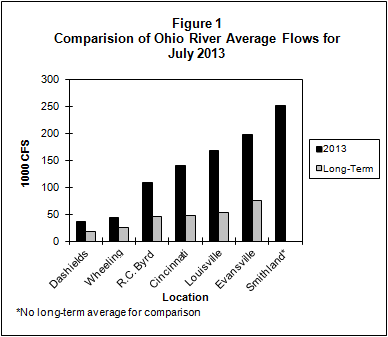 Figure 1
Comparision of Ohio River Average Flows for
July 2013
300
250
200
150
100
50
0
1000 CFS
Dashields
Wheeling
R.C. Byrd
Cincinnati
Louisville
Evansville
Smithland*
Location
2013
Long-Term
*No long-term average for comparison